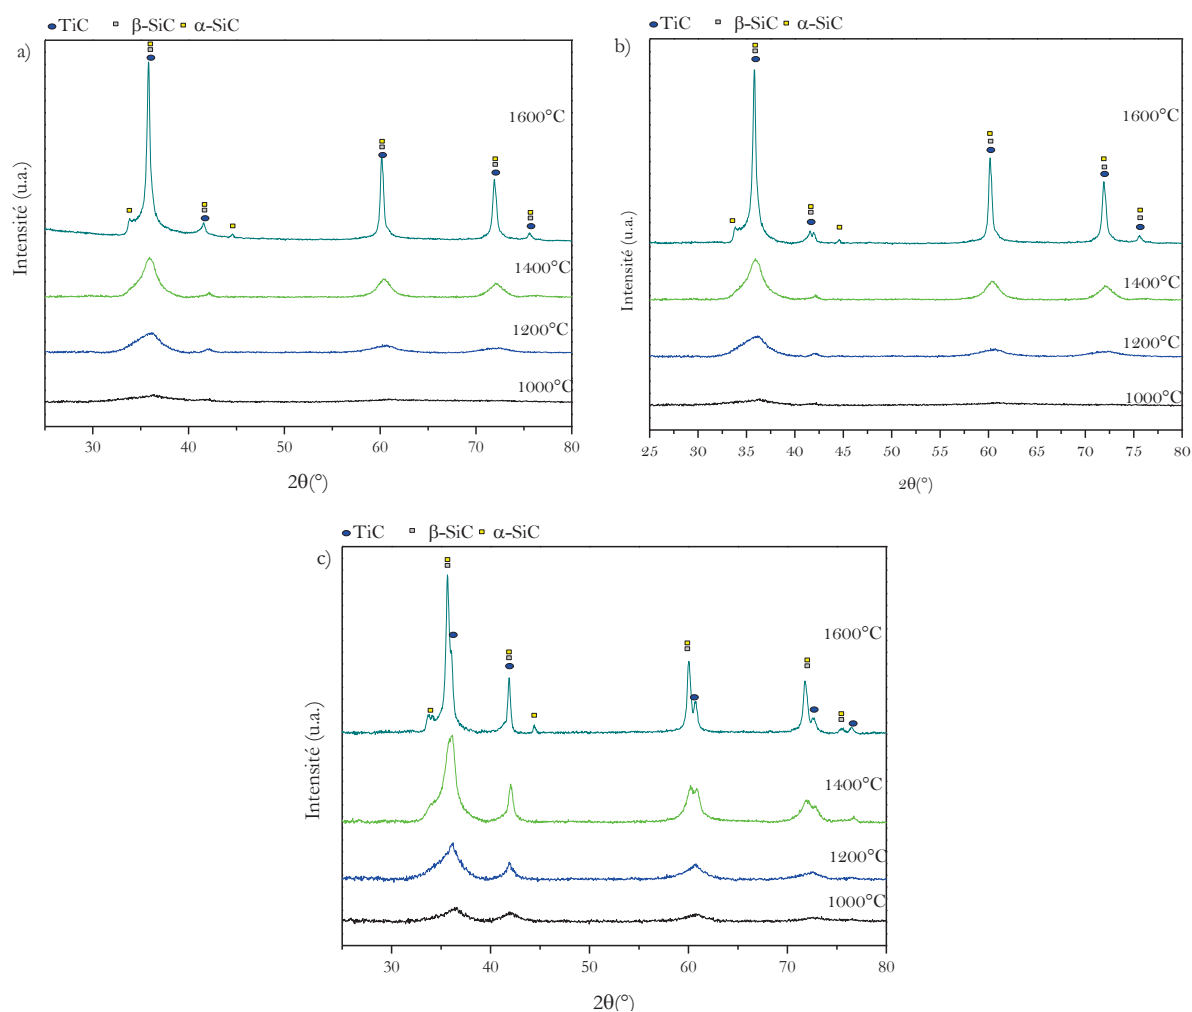 TiC β-SiC α-SiC
a)
1600°C
1400°C
1200°C
1000°C
Intensité (u.a.)
30 40 50 60 70 80
2θ(°)
TiC β-SiC α-SiC
b)
1600°C
1400°C
1200°C
1000°C
Intensité (u.a.)
25 30 35 40 45 50 55 60 65 70 75 80
2θ(°)
TiC β-SiC α-SiC
c)
1600°C
1400°C
1200°C
1000°C
Intensité (u.a.)
30 40 50 60 70 80
2θ(°)